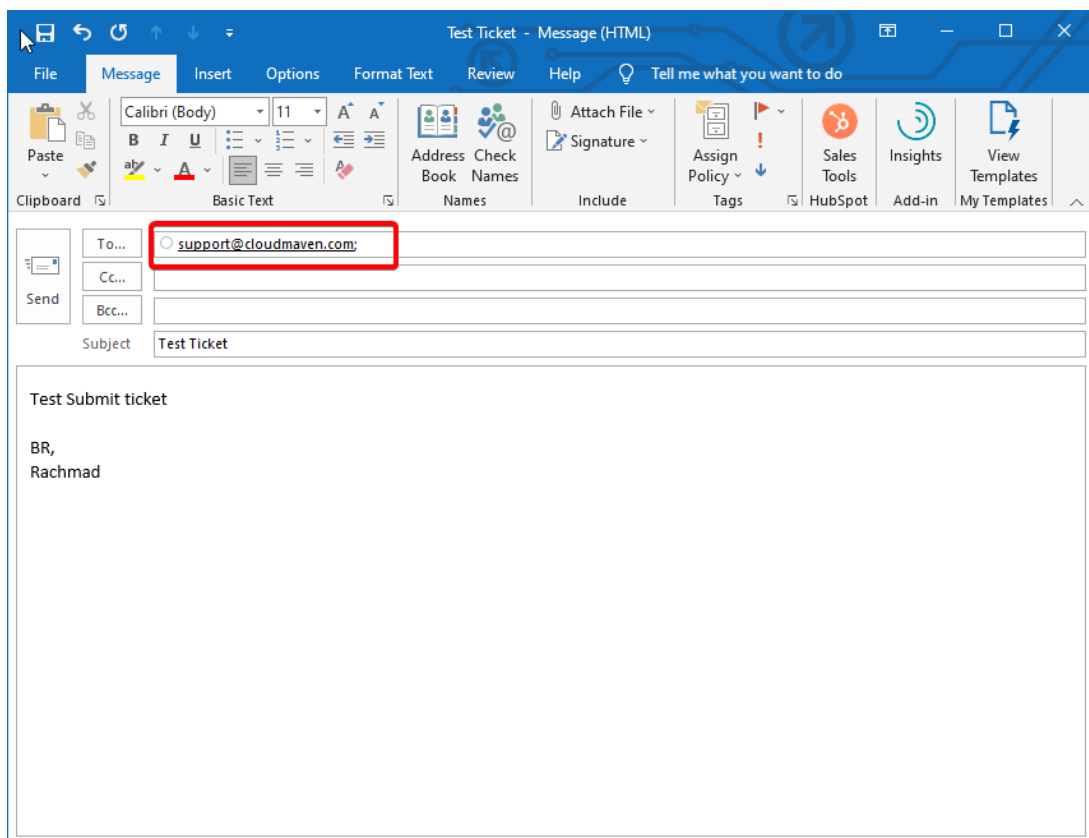 Test Ticket - Message (HTML)
File Message Insert Options Format Text Review Help Tell me what you want to do
Calibri (Body) 11 A A
B I U
ab A
Paste
Address Book
Check Names
Attach File
Signature
Assign Policy
!
Sales Tools
Insights
View Templates
Clipboard Basic Text Names Include Tags HubSpot Add-in My Templates
Send
To... support@cloudmaven.com;
Cc...
Bcc...
Subject Test Ticket
Test Submit ticket
BR,
Rachmad